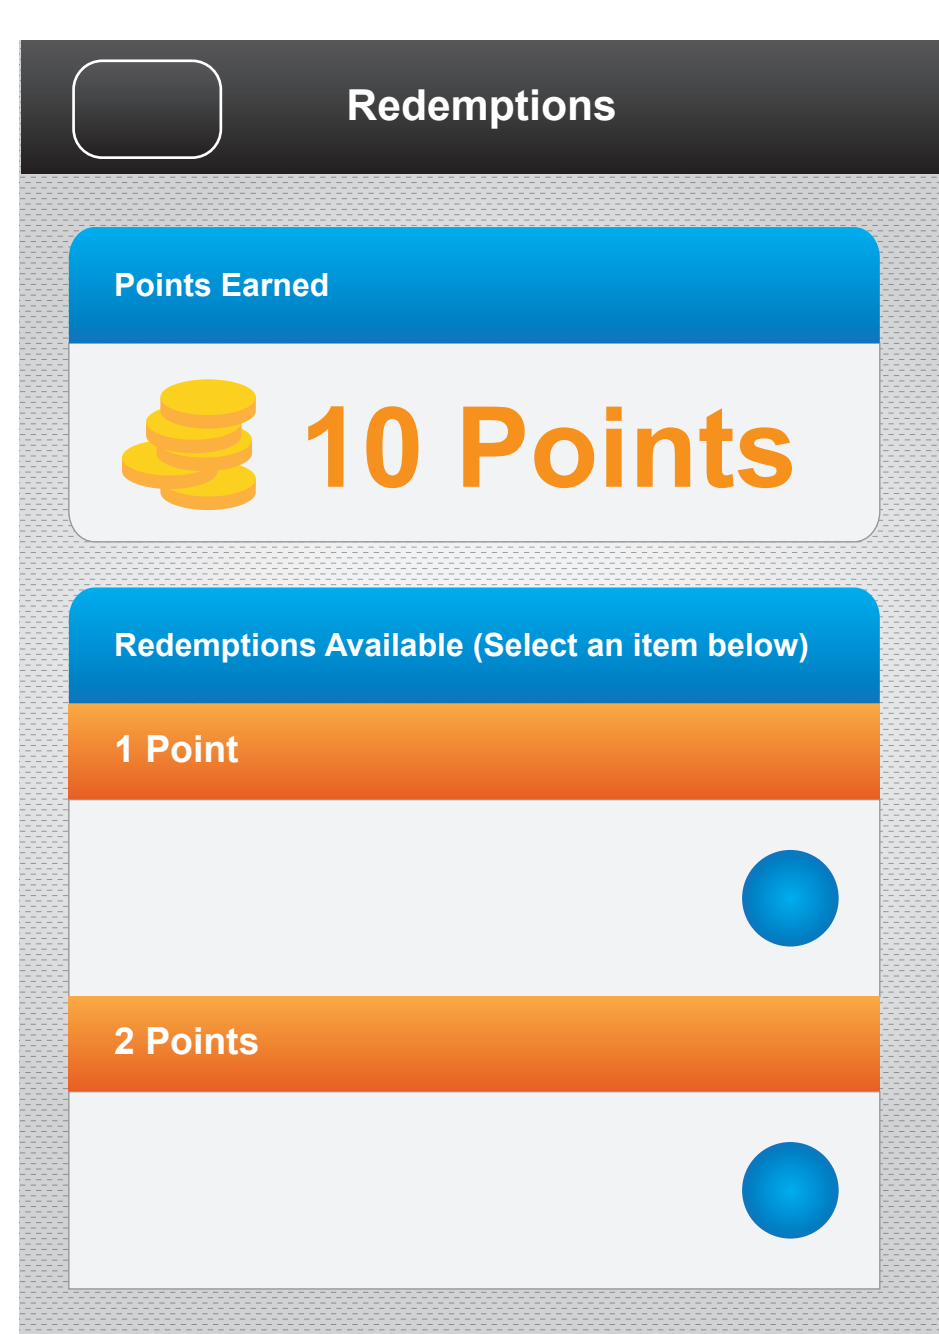 Redemptions
Points Earned
10 Points
Redemptions Available (Select an item below)
1 Point
2 Points